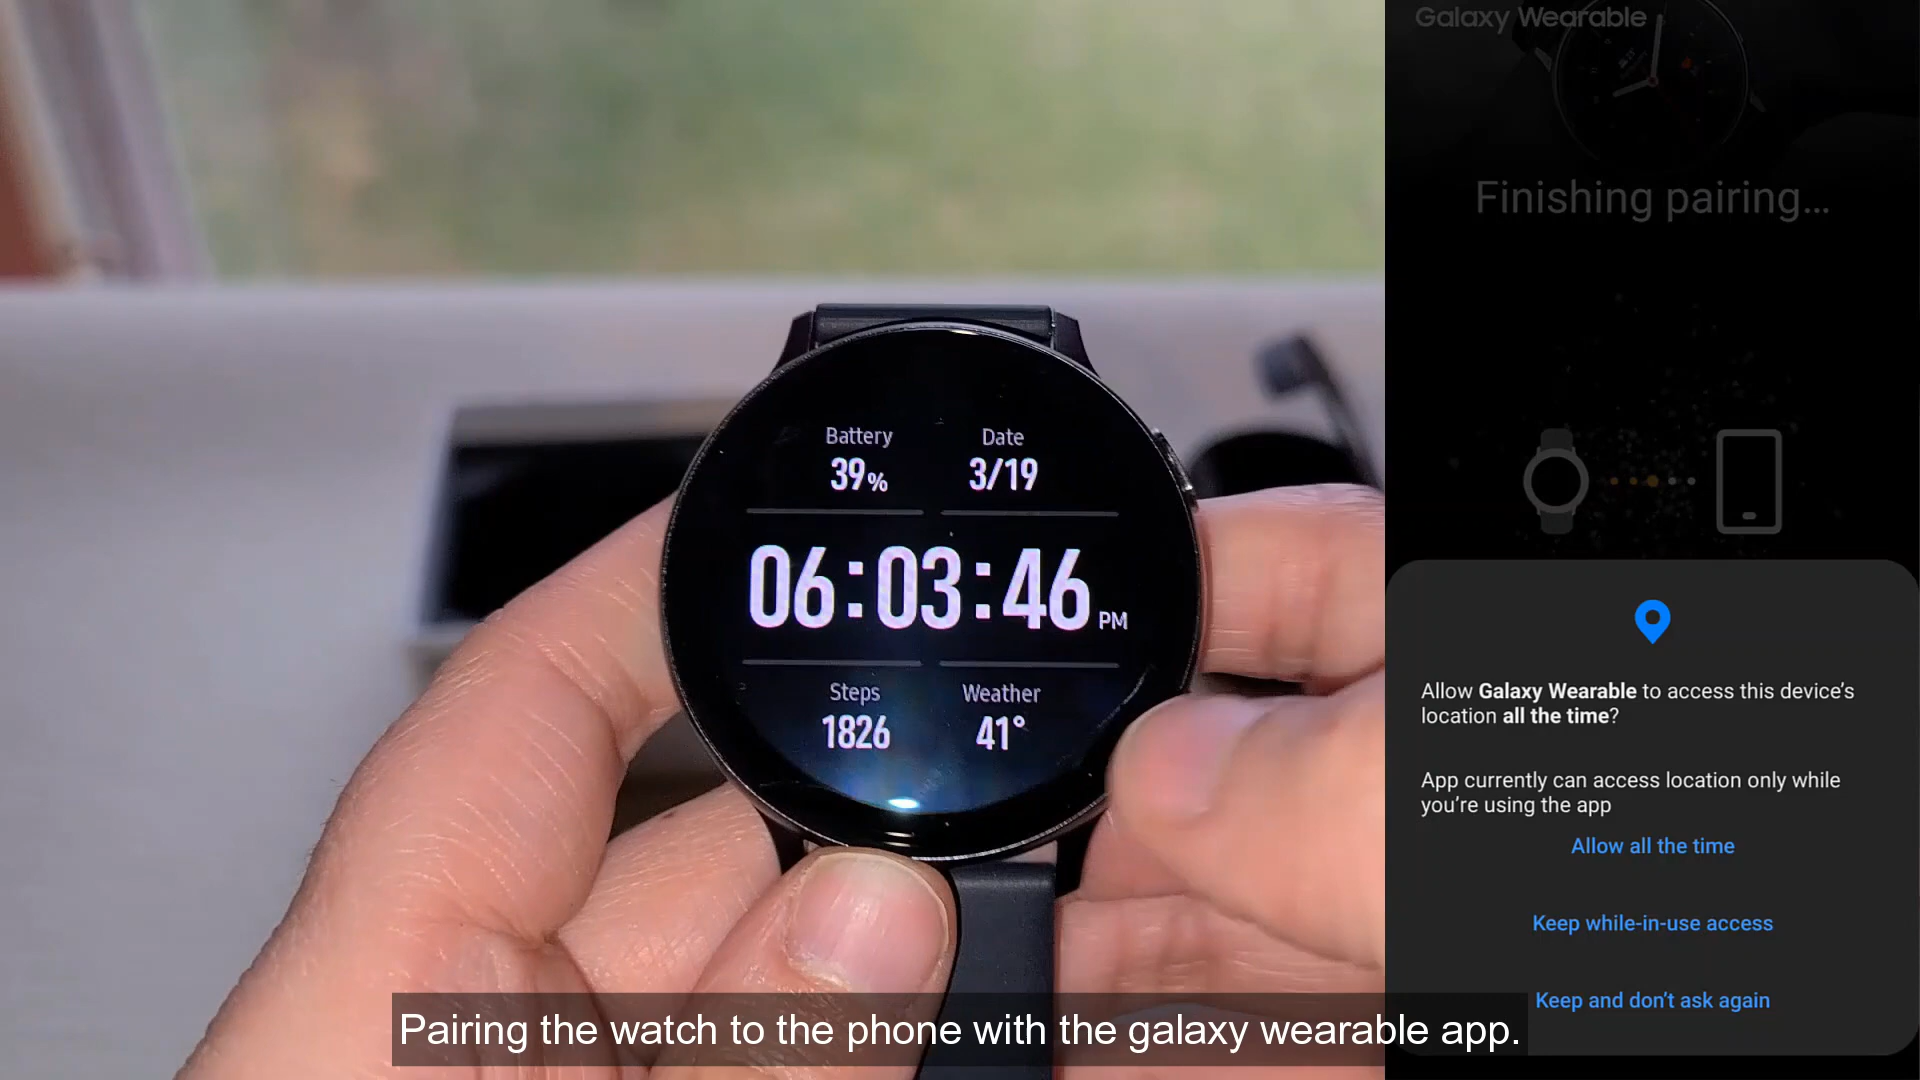 Battery
39%
Date
3/19
06:03:46 PM
Steps
1826
Weather
41°
Galaxy Wearable
Finishing pairing...
Allow Galaxy Wearable to access this device’s
location all the time?
App currently can access location only while
you’re using the app
Allow all the time
Keep while-in-use access
Keep and don’t ask again
Pairing the watch to the phone with the galaxy wearable app.